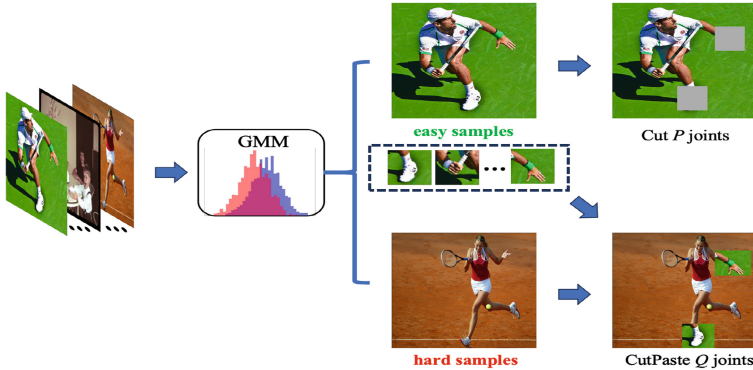 GMM
easy samples
Cut P joints
hard samples
CutPaste Q joints